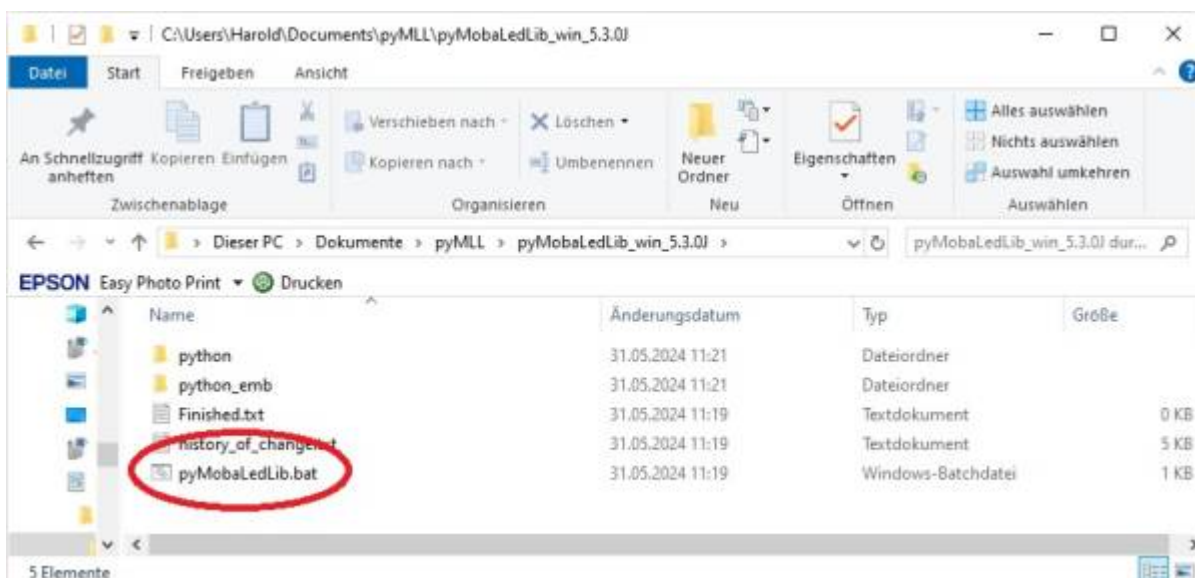 C:\Users\Harold\Documents\pyMLL\pyMobaLedLib_win_5.3.0J
Datei Start Freigeben Ansicht
An Schnellzugriff anheften
Kopieren
Einfügen
Verschieben nach
Kopieren nach
Löschen
Umbenennen
Neuer Ordner
Eigenschaften
Alles auswählen
Nichts auswählen
Auswahl umkehren
Zwischenablage Organisieren Neu Öffnen Auswählen
Dieser PC > Dokumente > pyMLL > pyMobaLedLib_win_5.3.0J >
pyMobaLedLib_win_5.3.0J dur...
EPSON Easy Photo Print Drucken
Name Änderungsdatum Typ Größe
python 31.05.2024 11:21 Dateiordner
python_emb 31.05.2024 11:21 Dateiordner
Finished.txt 31.05.2024 11:19 Textdokument 0 KB
history_of_change.txt 31.05.2024 11:19 Textdokument 5 KB
pyMobaLedLib.bat 31.05.2024 11:19 Windows-Batchdatei 1 KB
5 Elemente